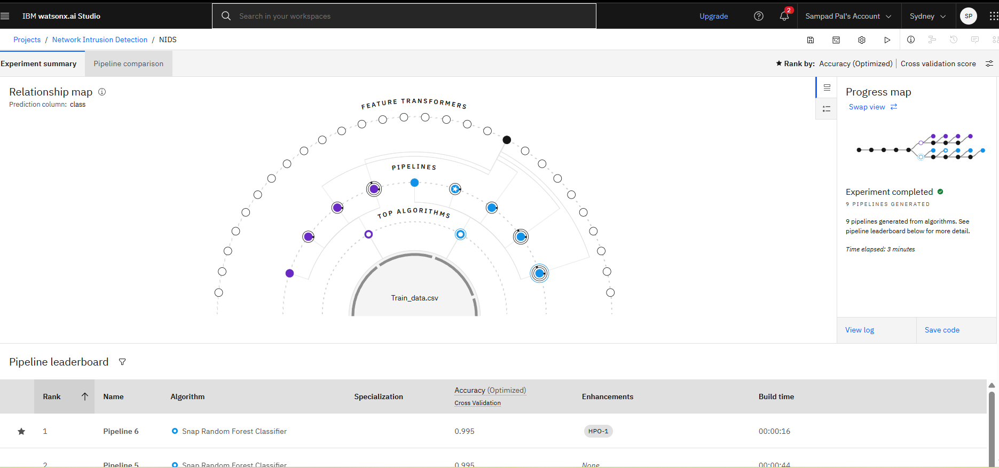 IBM watsonx.ai Studio
Search in your workspaces
Upgrade
2
Sampad Pal's Account
Sydney
SP
Projects / Network Intrusion Detection / NIDS
Experiment summary
Pipeline comparison
Rank by: Accuracy (Optimized) | Cross validation score
Relationship map
Prediction column: class
FEATURE TRANSFORMERS
PIPELINES
TOP ALGORITHMS
Train_data.csv
Progress map
Swap view
Experiment completed
9 PIPELINES GENERATED
9 pipelines generated from algorithms. See
pipeline leaderboard below for more detail.
Time elapsed: 3 minutes
View log
Save code
Pipeline leaderboard
Rank Name Algorithm Specialization Accuracy (Optimized) Enhancements Build time
Cross Validation
1 Pipeline 6 Snap Random Forest Classifier 0.995 HPO-1 00:00:16
2 Pipeline 5 Snap Random Forest Classifier 0.995 None 00:00:44